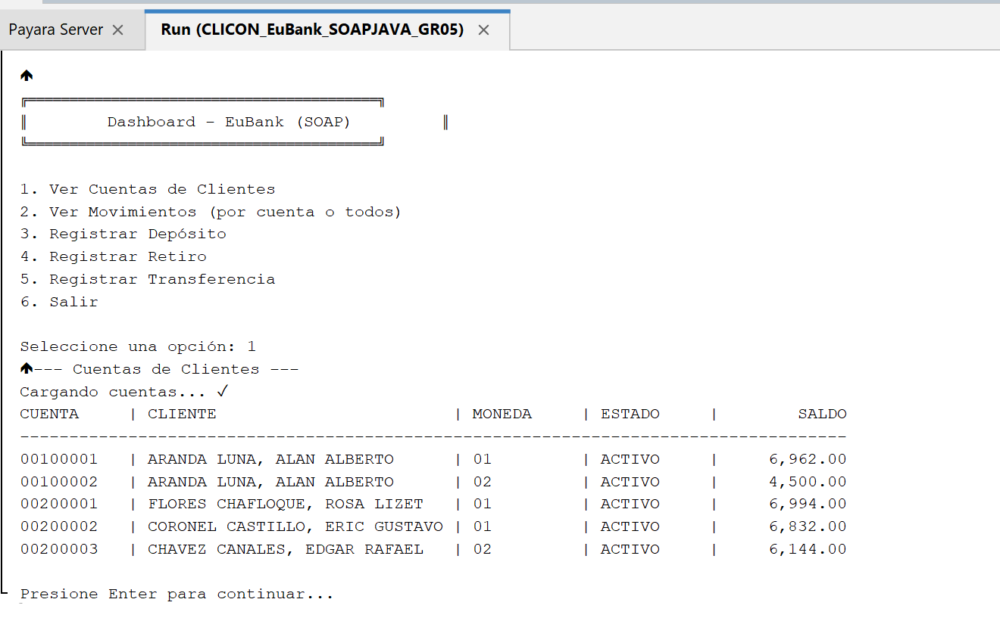 Payara Server × Run (CLICON_EuBank_SOAPJAVA_GR05) ×
╔════════════════════════════════════╗
║        Dashboard - EuBank (SOAP)         ║
╚════════════════════════════════════╝
1. Ver Cuentas de Clientes
2. Ver Movimientos (por cuenta o todos)
3. Registrar Depósito
4. Registrar Retiro
5. Registrar Transferencia
6. Salir
Seleccione una opción: 1
🡹--- Cuentas de Clientes ---
Cargando cuentas... ✓
CUENTA     | CLIENTE                        | MONEDA     | ESTADO     |        SALDO
------------------------------------------------------------------------------------
00100001   | ARANDA LUNA, ALAN ALBERTO      | 01         | ACTIVO     |     6,962.00
00100002   | ARANDA LUNA, ALAN ALBERTO      | 02         | ACTIVO     |     4,500.00
00200001   | FLORES CHAFLOQUE, ROSA LIZET   | 01         | ACTIVO     |     6,994.00
00200002   | CORONEL CASTILLO, ERIC GUSTAVO | 01         | ACTIVO     |     6,832.00
00200003   | CHAVEZ CANALES, EDGAR RAFAEL   | 02         | ACTIVO     |     6,144.00
Presione Enter para continuar...